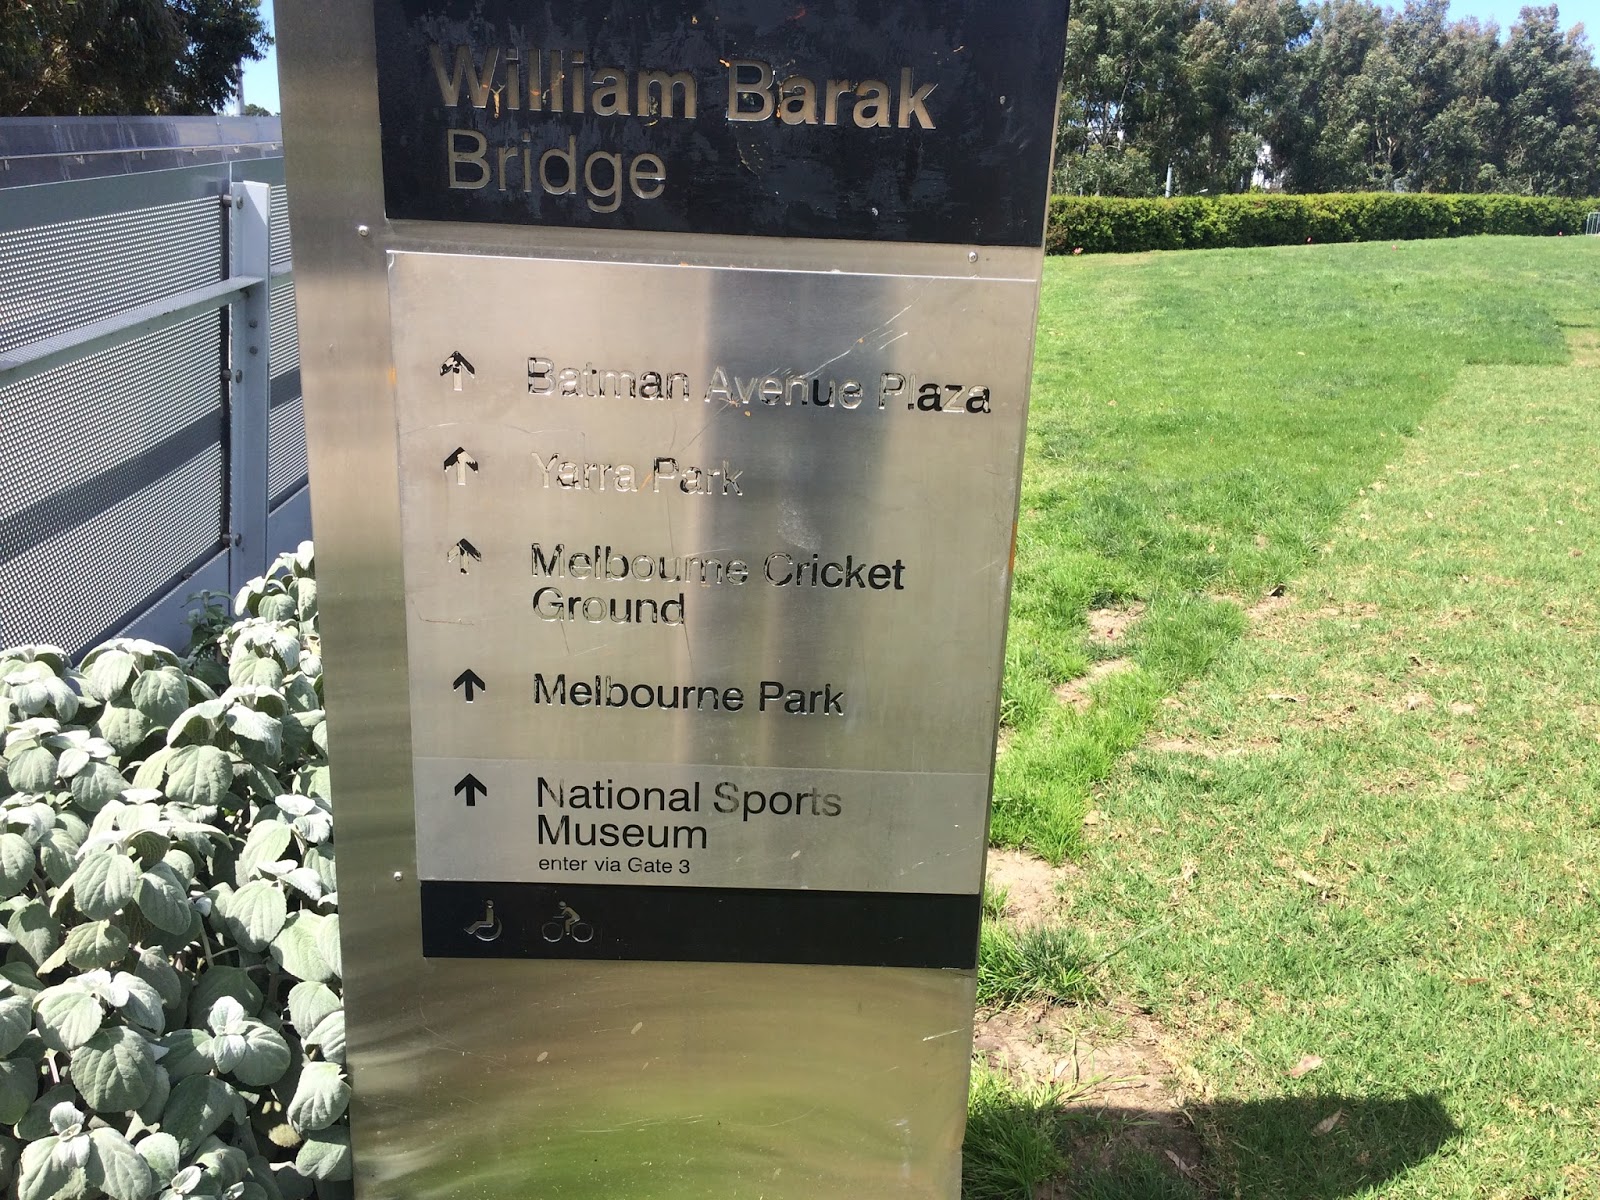 William Barak
Bridge
Batman Avenue Plaza
Yarra Park
Melbourne Cricket
Ground
Melbourne Park
National Sports
Museum
enter via Gate 3